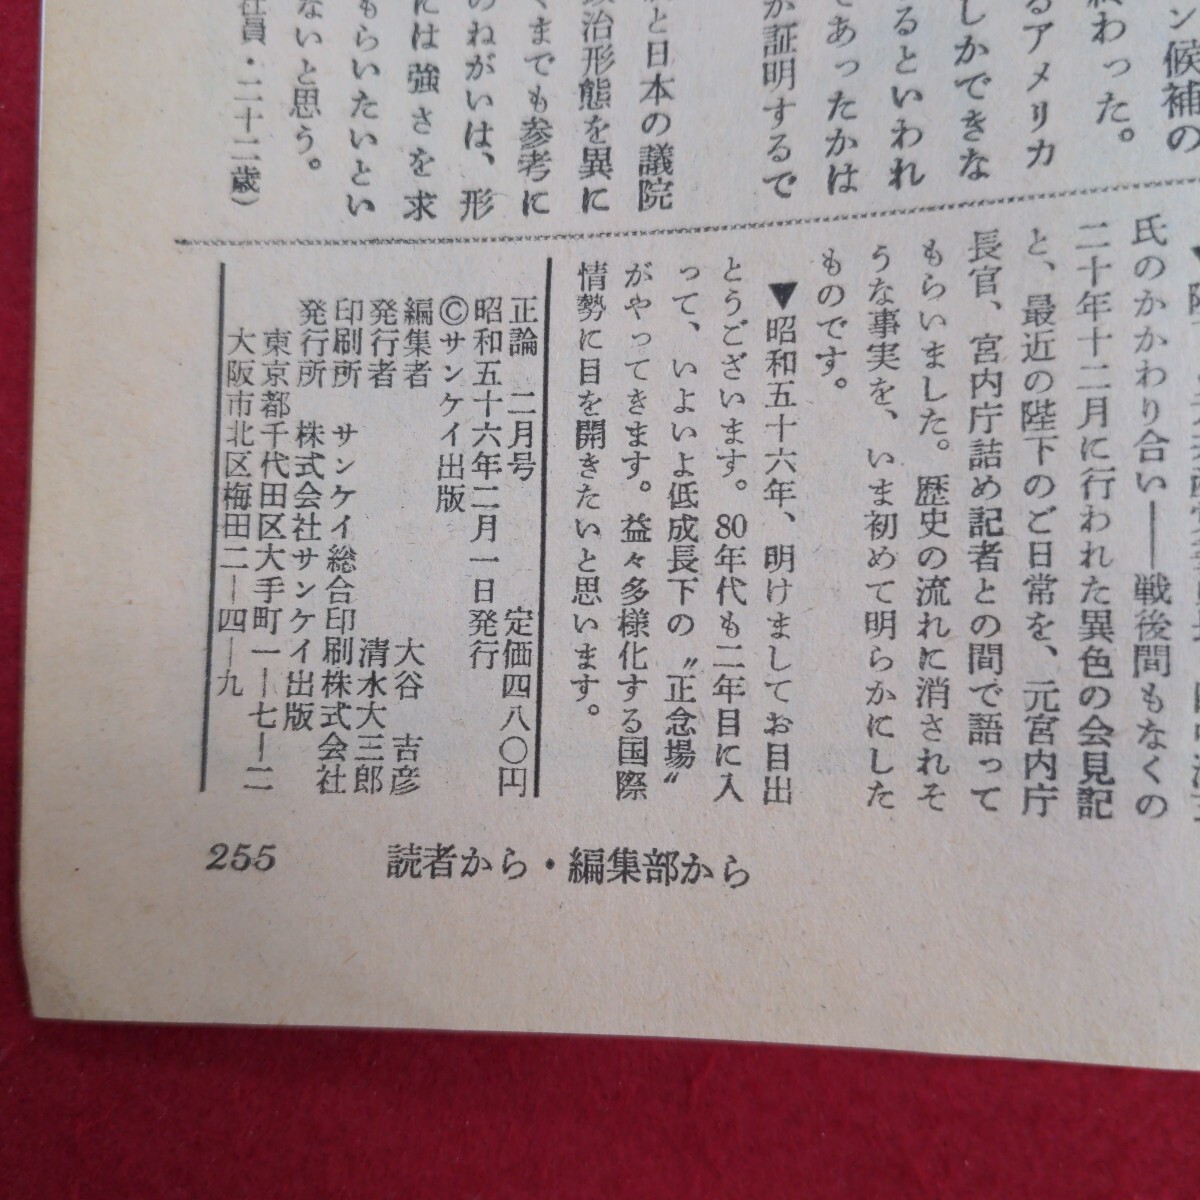 ン候補の
終わった。
るアメリカ
しかできな
るといわれ
であったかは
が証明するで
と日本の議院
政治形態を異に
くまでも参考に
のねがいは、形
には強さを求
もらいたいとい
ないと思う。
社員・二十二歳)
氏のかかわり合い――戦後間もなくの
二十年十二月に行われた異色の会見記
と、最近の陛下のご日常を、元宮内庁
長官、宮内庁詰め記者との間で語って
もらいました。歴史の流れに消されそ
うな事実を、いま初めて明らかにした
ものです。
▼昭和五十六年、明けましてお目出
とうございます。80年代も二年目に入
って、いよいよ低成長下の〝正念場〟
がやってきます。益々多様化する国際
情勢に目を開きたいと思います。
正論 二月号 定価四八〇円
昭和五十六年二月一日発行
©サンケイ出版
編集者 大谷 吉彦
発行者 清水大三郎
印刷所 サンケイ総合印刷株式会社
発行所 株式会社サンケイ出版
東京都千代田区大手町一―七―二
大阪市北区梅田二―四―九
255 読者から・編集部から